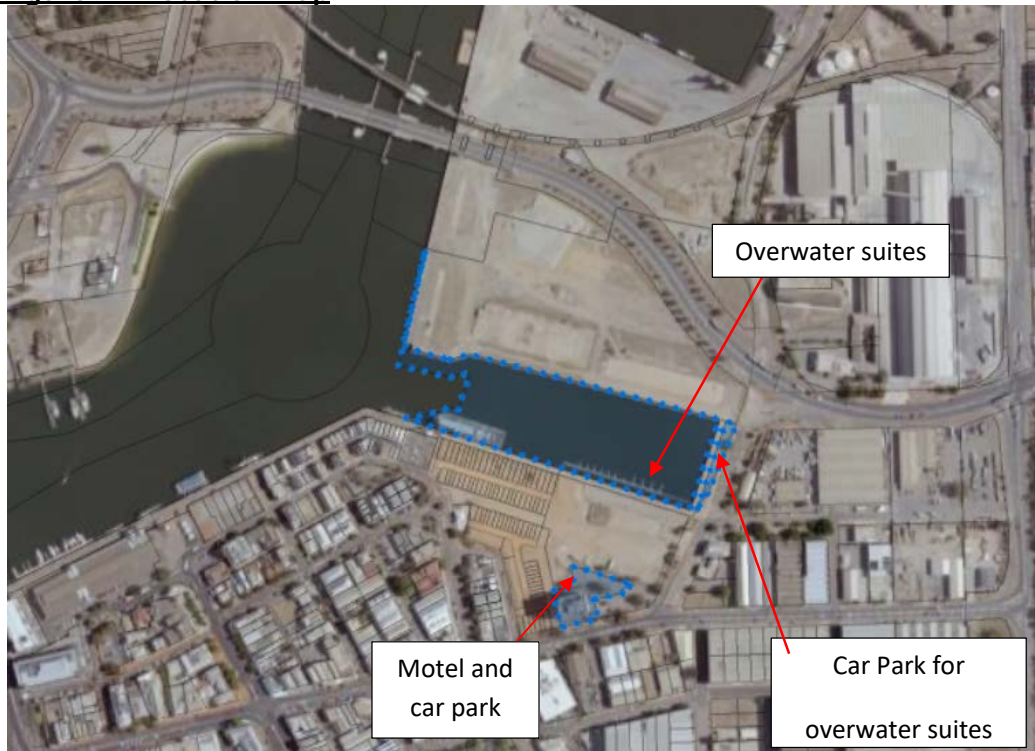 Overwater suites
Motel and
car park
Car Park for
overwater suites